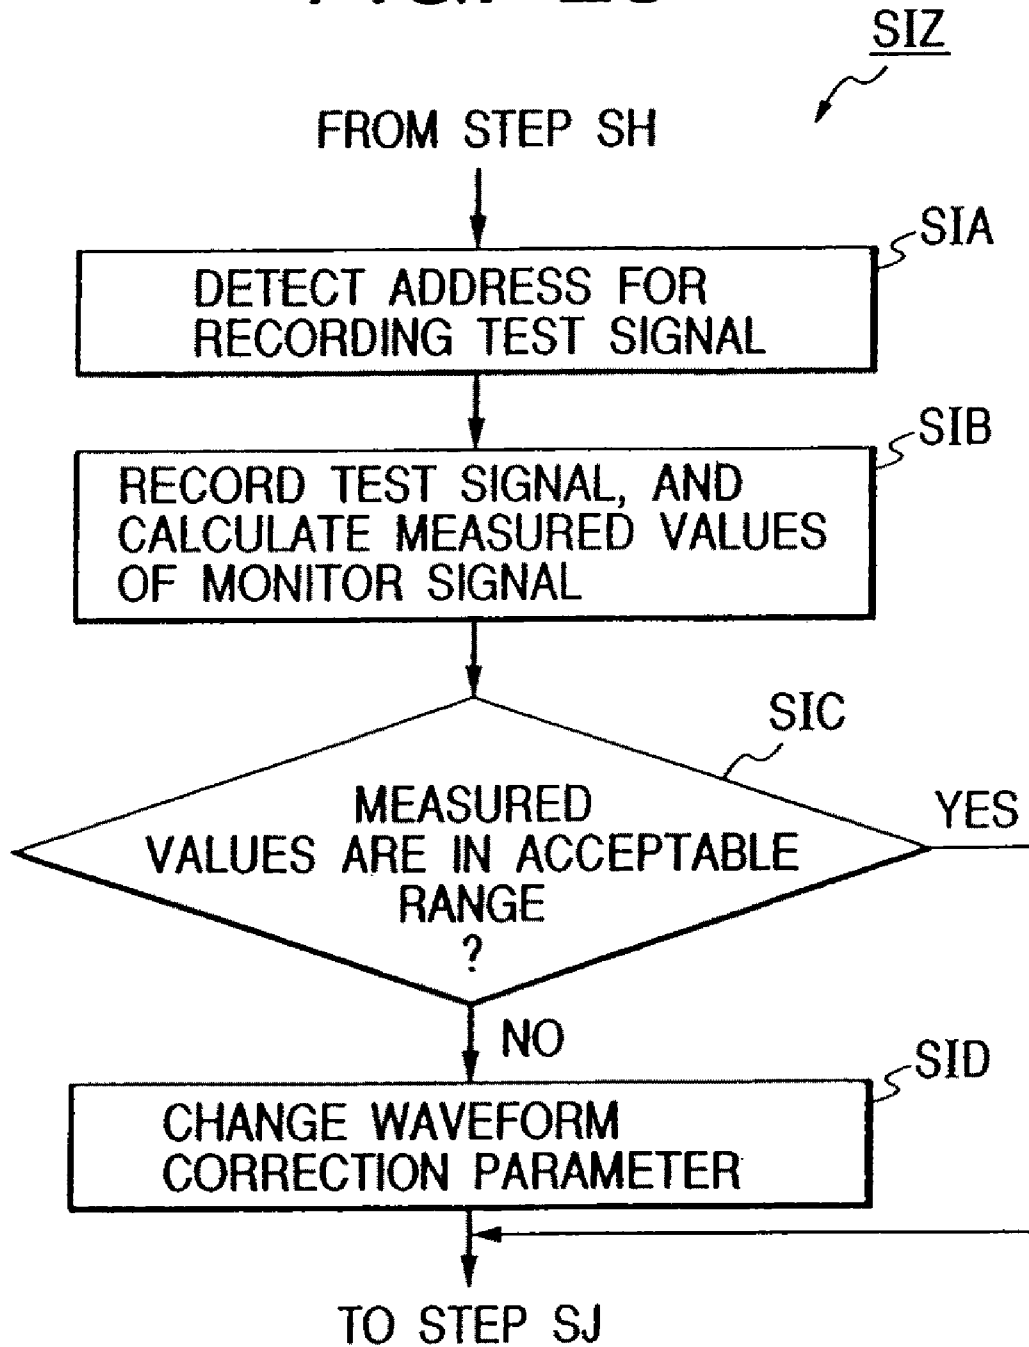 SIZ
FROM STEP SH
SIA
DETECT ADDRESS FOR
RECORDING TEST SIGNAL
SIB
RECORD TEST SIGNAL, AND
CALCULATE MEASURED VALUES
OF MONITOR SIGNAL
SIC
MEASURED
VALUES ARE IN ACCEPTABLE
RANGE
?
YES
NO
SID
CHANGE WAVEFORM
CORRECTION PARAMETER
TO STEP SJ